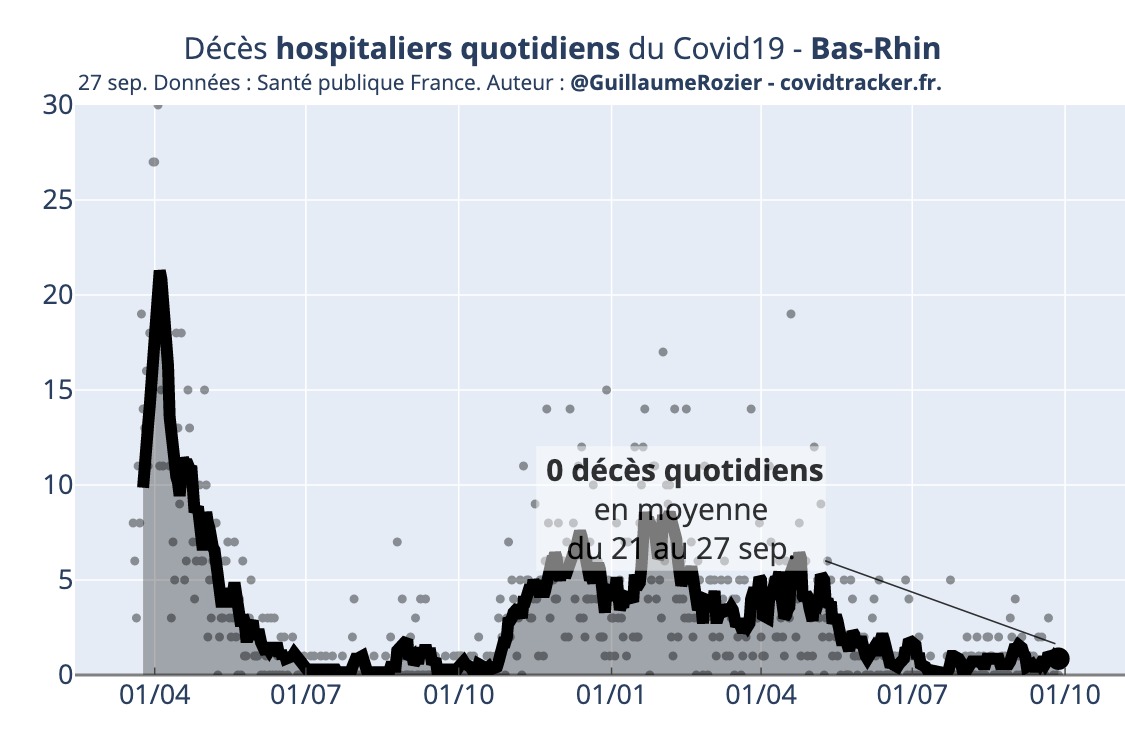 Décès hospitaliers quotidiens du Covid19 - Bas-Rhin
27 sep. Données : Santé publique France. Auteur : @GuillaumeRozier - covidtracker.fr.
30
25
20
15
10
5
0
0 décès quotidiens
en moyenne
du 21 au 27 sep.
01/04 01/07 01/10 01/01 01/04 01/07 01/10